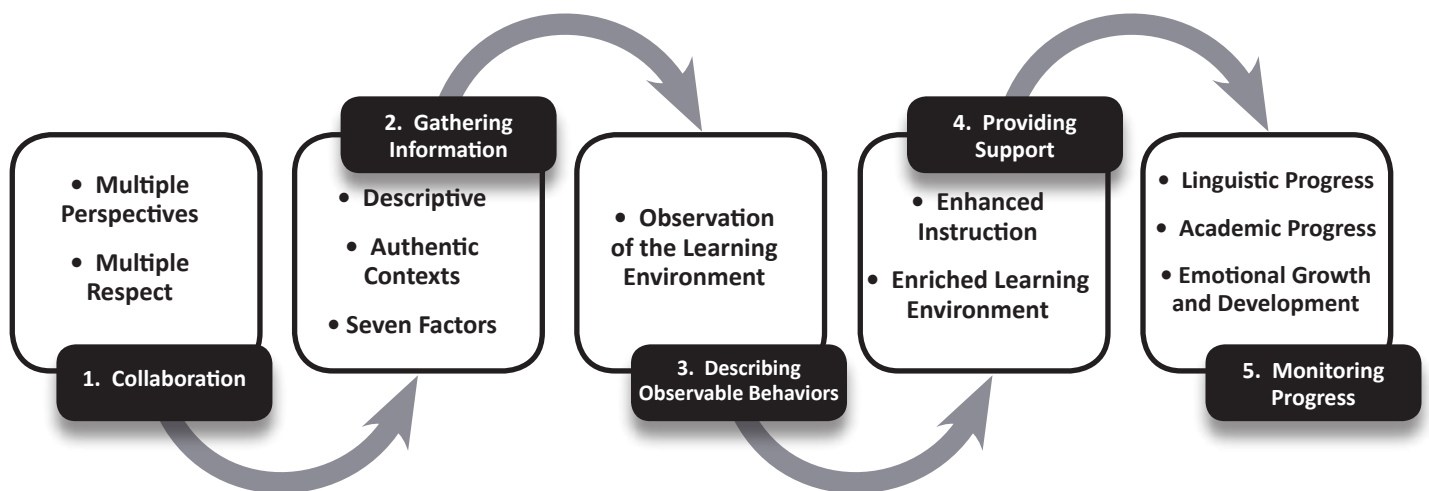 • Multiple
Perspectives
• Multiple
Respect
1. Collaboration
2. Gathering
Information
• Descriptive
• Authentic
Contexts
• Seven Factors
• Observation
of the Learning
Environment
3. Describing
Observable Behaviors
4. Providing
Support
• Enhanced
Instruction
• Enriched Learning
Environment
• Linguistic Progress
• Academic Progress
• Emotional Growth
and Development
5. Monitoring
Progress